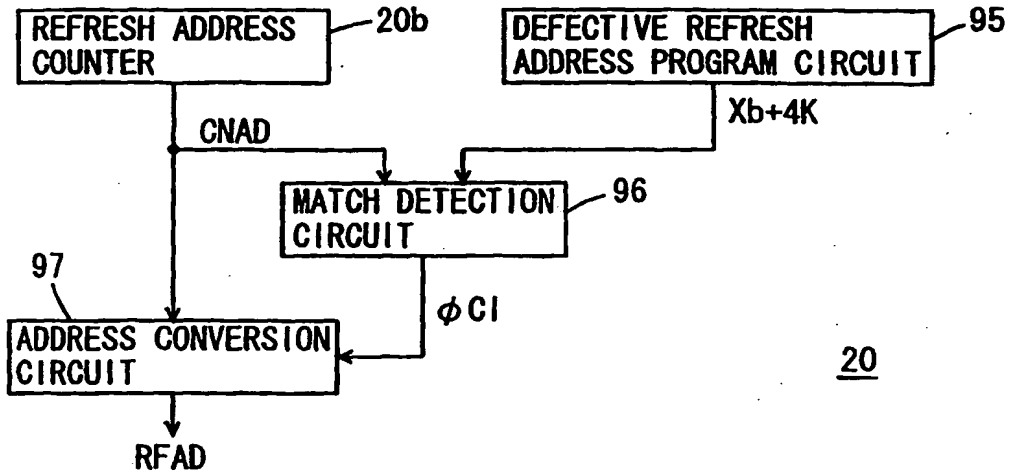 REFRESH ADDRESS
COUNTER
20b
DEFECTIVE REFRESH
ADDRESS PROGRAM CIRCUIT
95
CNAD
Xb+4K
MATCH DETECTION
CIRCUIT
96
97
φCI
ADDRESS CONVERSION
CIRCUIT
20
RFAD